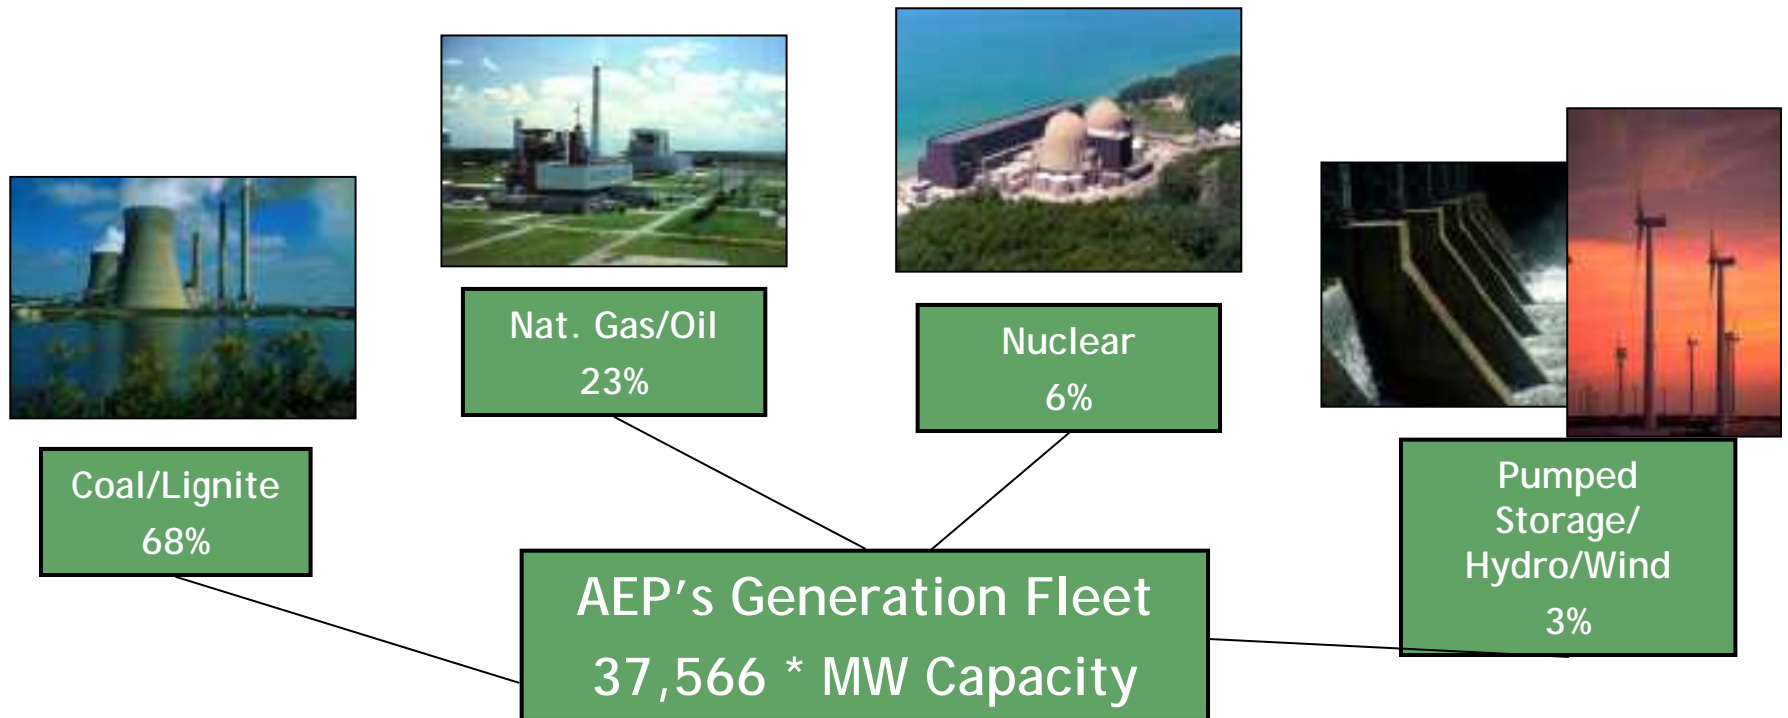 Nat. Gas/Oil
23%
Nuclear
6%
Coal/Lignite
68%
Pumped
Storage/
Hydro/Wind
3%
AEP’s Generation Fleet
37,566 * MW Capacity